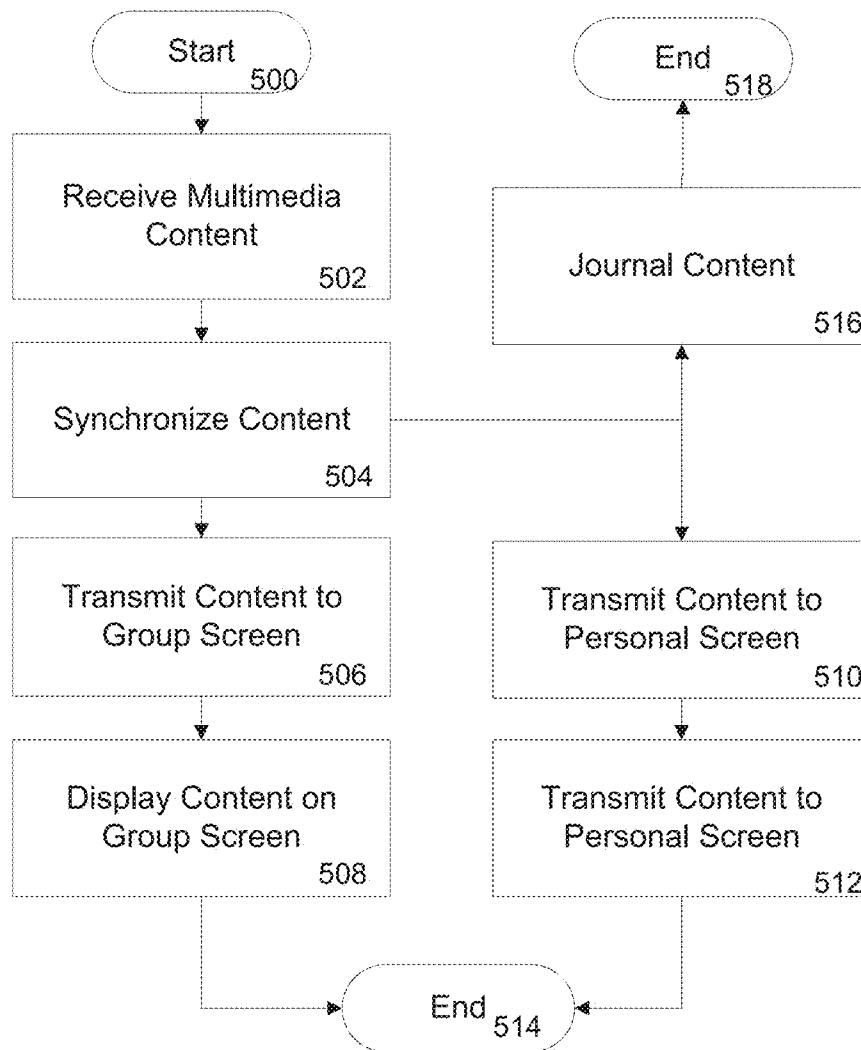 Start
500
Receive Multimedia
Content
502
Synchronize Content
504
Transmit Content to
Group Screen
506
Display Content on
Group Screen
508
End
518
Journal Content
516
Transmit Content to
Personal Screen
510
Transmit Content to
Personal Screen
512
End
514